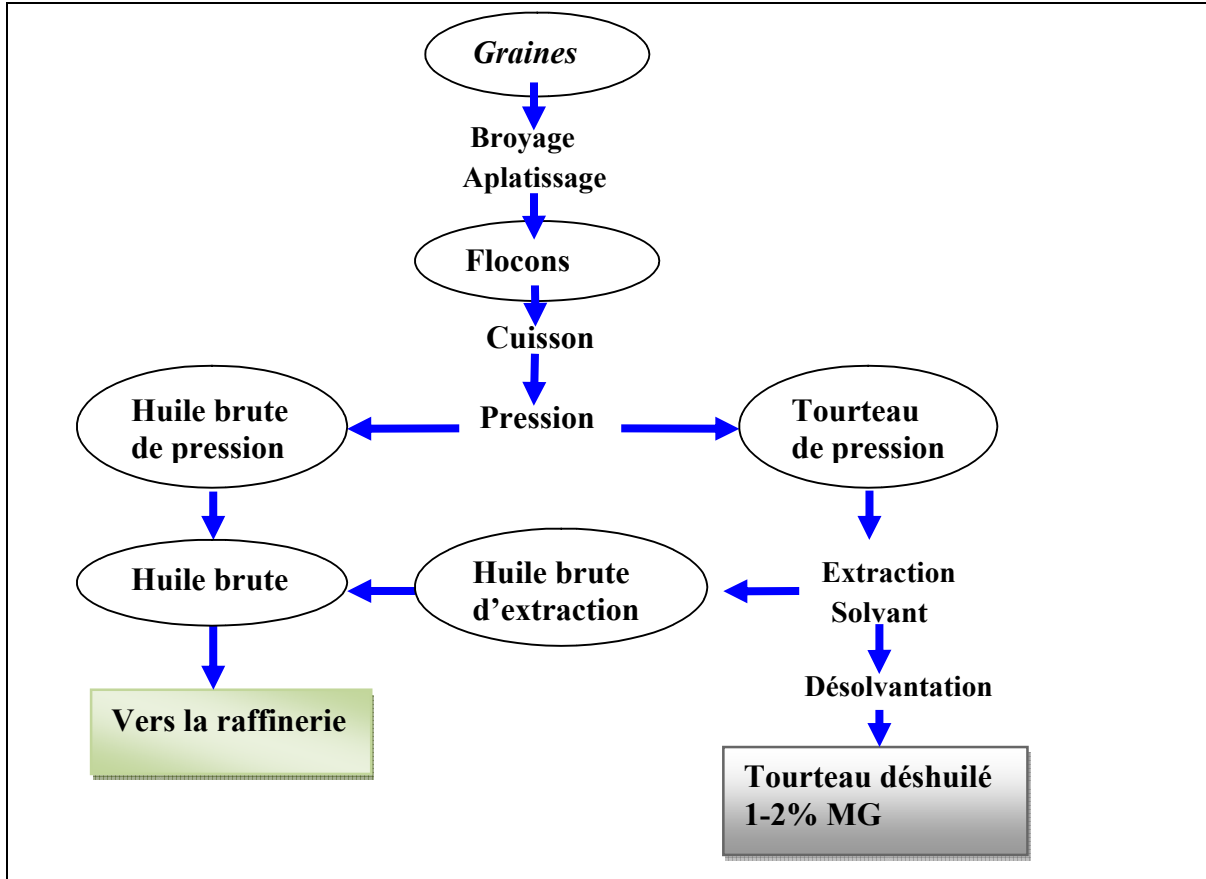 Graines
Broyage
Aplatissage
Flocons
Cuisson
Pression
Huile brute
de pression
Tourteau
de pression
Huile brute
Huile brute
d’extraction
Extraction
Solvant
Désolvantation
Vers la raffinerie
Tourteau déshuilé
1-2% MG